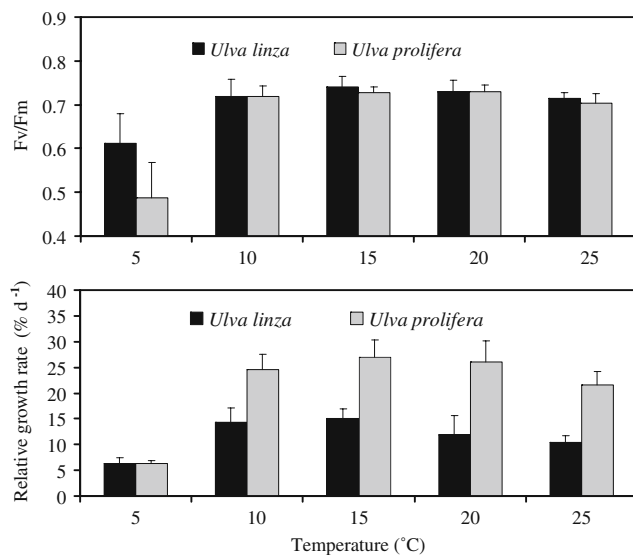 0.9
0.8
0.7
0.6
0.5
0.4
Fv/Fm
Ulva linza
Ulva prolifera
5 10 15 20 25
40
35
30
25
20
15
10
5
0
Relative growth rate (% d⁻¹)
Ulva linza
Ulva prolifera
5 10 15 20 25
Temperature (˚C)